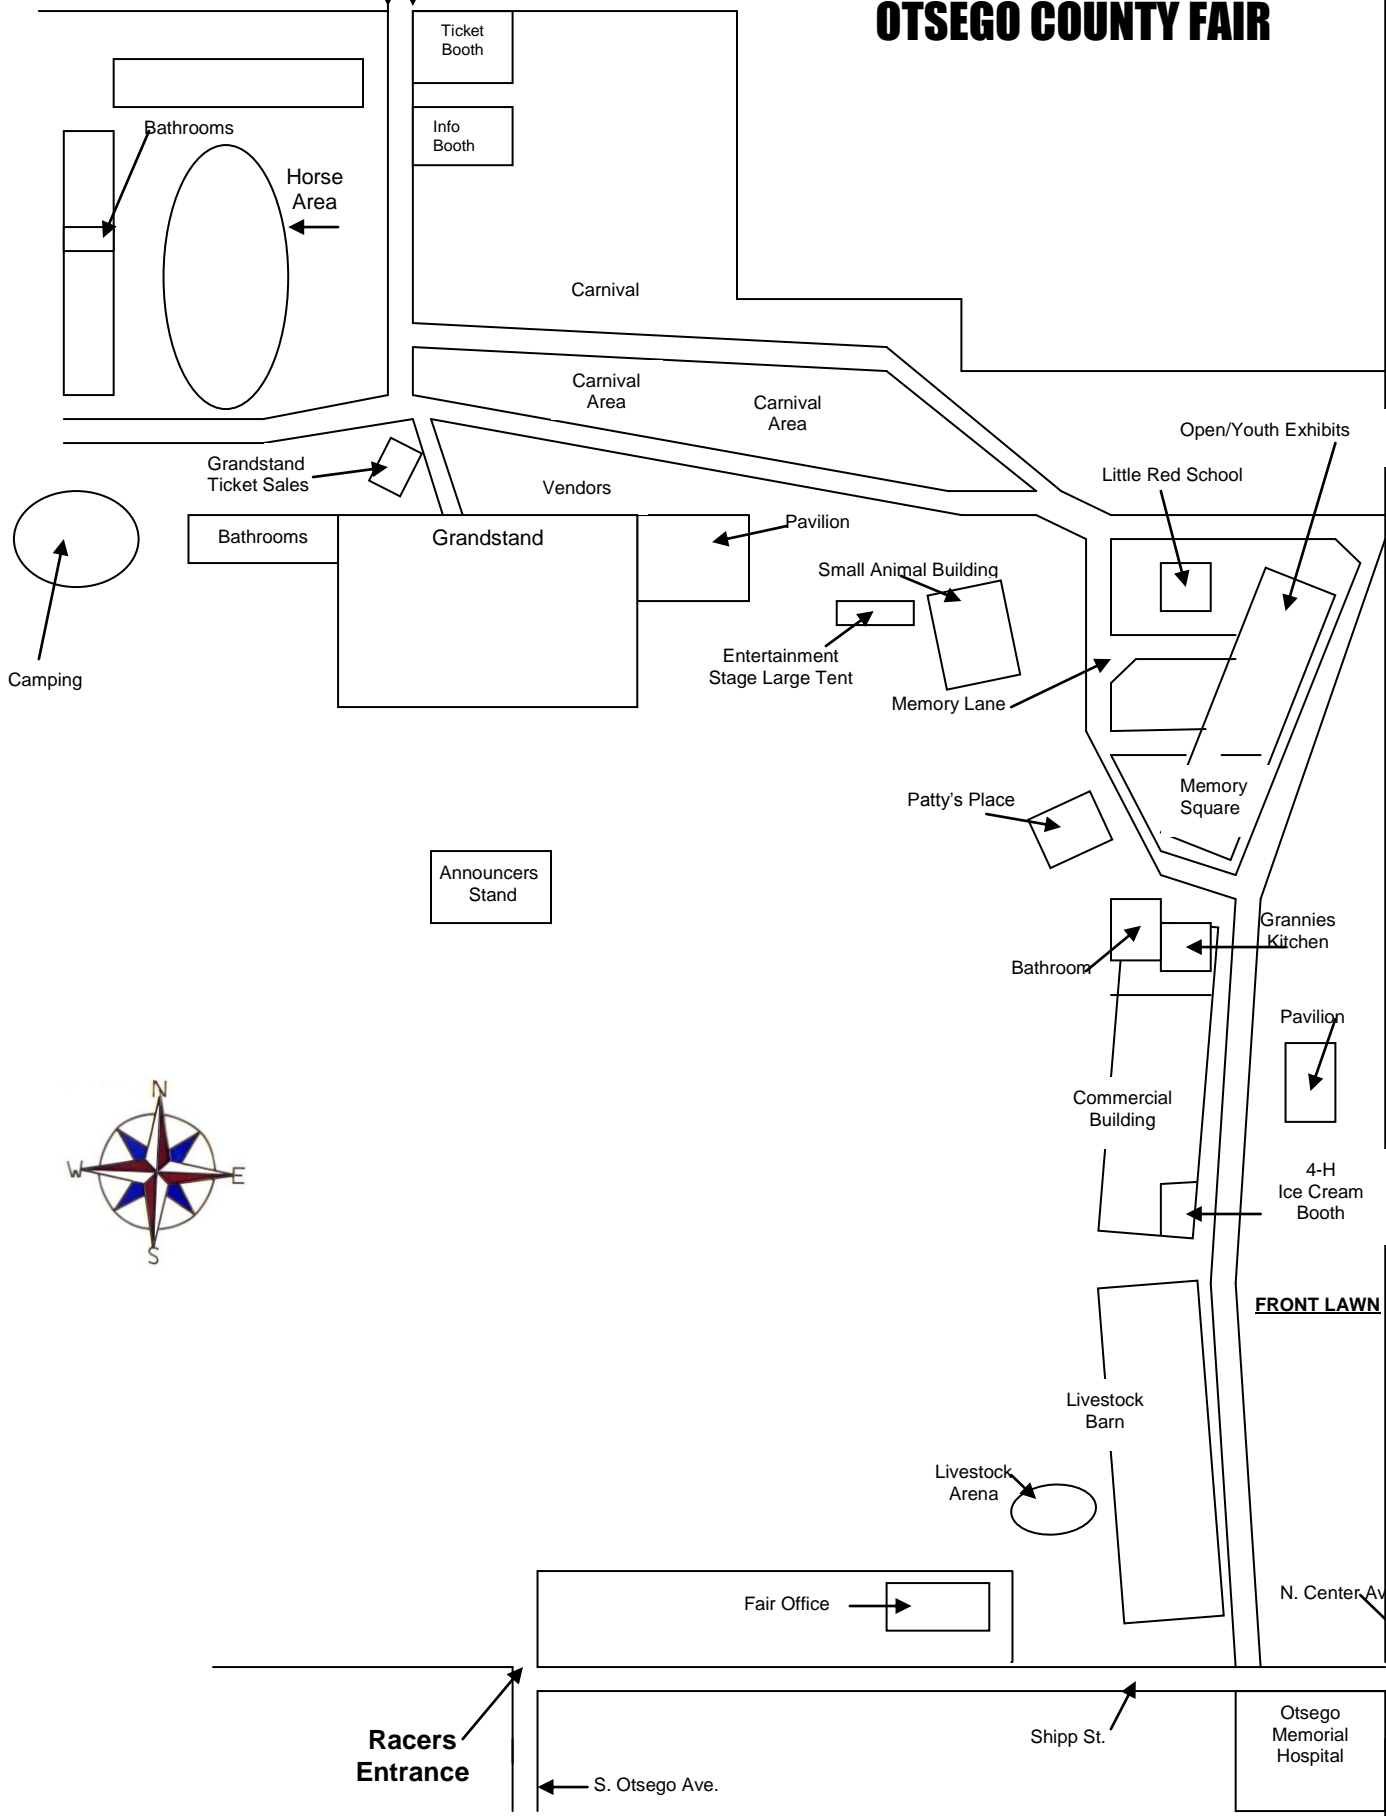 OTSEGO COUNTY FAIR
Ticket
Booth
Info
Booth
Bathrooms
Horse
Area
Carnival
Carnival
Area
Carnival
Area
Open/Youth Exhibits
Little Red School
Grandstand
Ticket Sales
Vendors
Bathrooms
Grandstand
Pavilion
Small Animal Building
Entertainment
Stage Large Tent
Camping
Memory Lane
Memory
Square
Patty's Place
Announcers
Stand
Grannies
Kitchen
Bathroom
Pavilion
Commercial
Building
N
W
E
S
4-H
Ice Cream
Booth
FRONT LAWN
Livestock
Barn
Livestock
Arena
Fair Office
N. Center Av
Racers
Entrance
Shipp St.
Otsego
Memorial
Hospital
S. Otsego Ave.